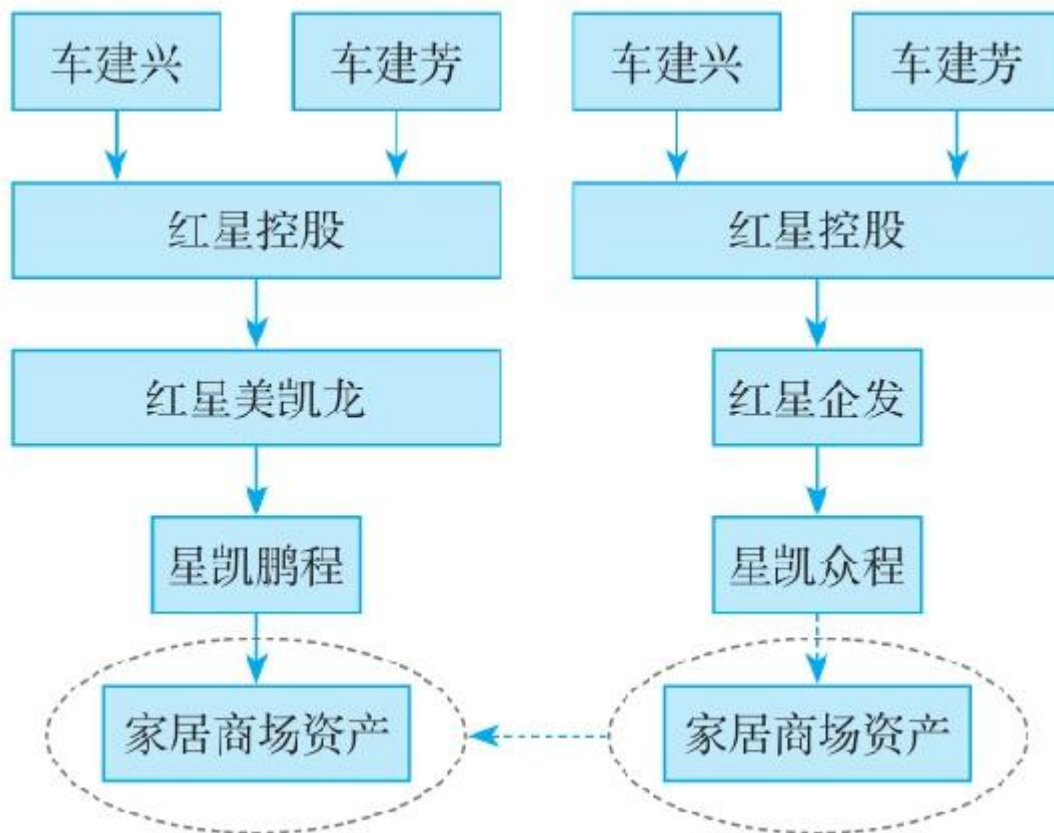 车建兴 车建芳 车建兴 车建芳
红星控股 红星控股
红星美凯龙 红星企发
星凯鹏程 星凯众程
家居商场资产 家居商场资产